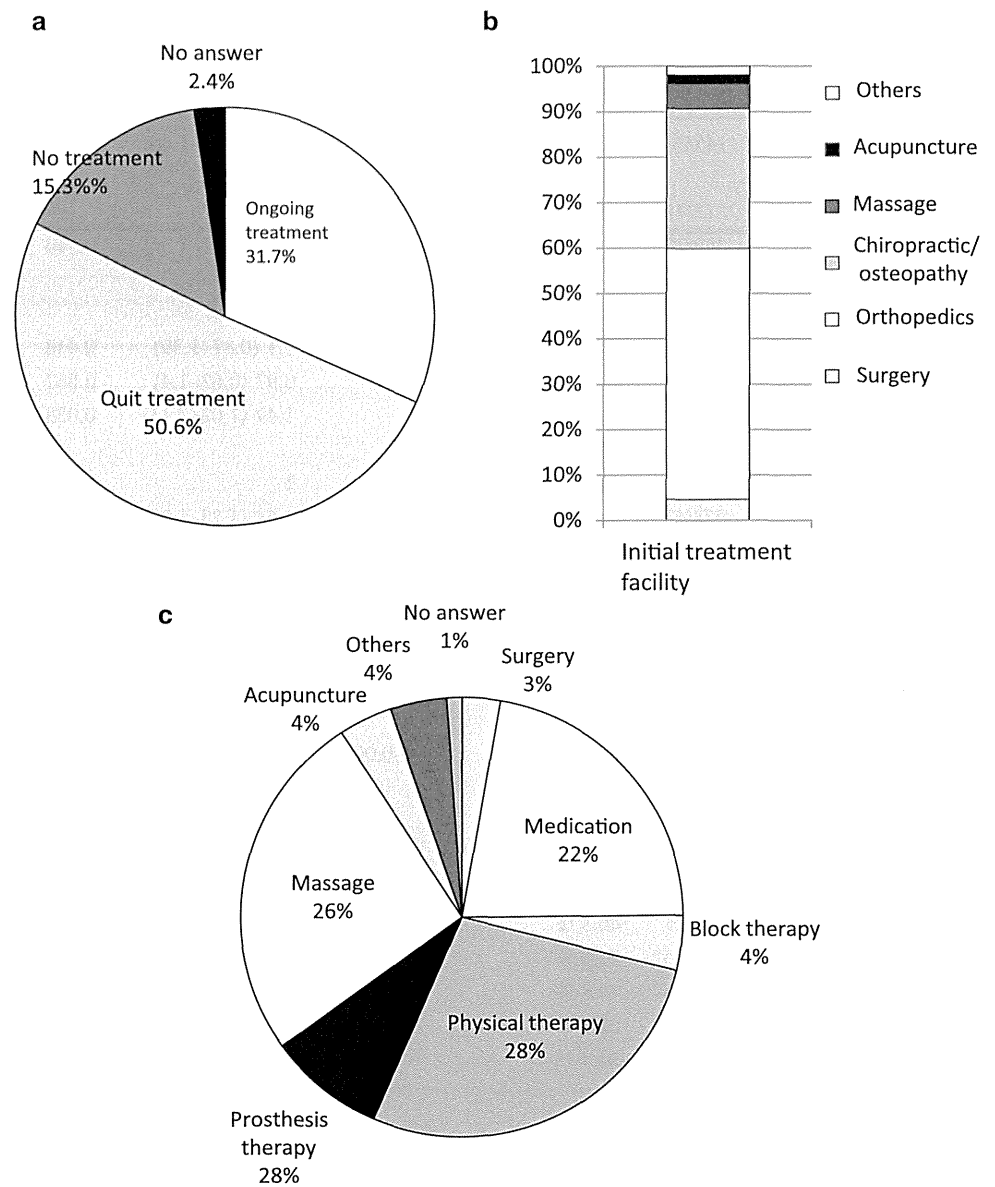 a
No answer
2.4%
No treatment
15.3%%
Ongoing
treatment
31.7%
Quit treatment
50.6%
b
100%
90%
80%
70%
60%
50%
40%
30%
20%
10%
0%
Initial treatment
facility
Others
Acupuncture
Massage
Chiropractic/
osteopathy
Orthopedics
Surgery
c
No answer
1%
Others
4%
Surgery
3%
Acupuncture
4%
Medication
22%
Massage
26%
Block therapy
4%
Physical therapy
28%
Prosthesis
therapy
28%